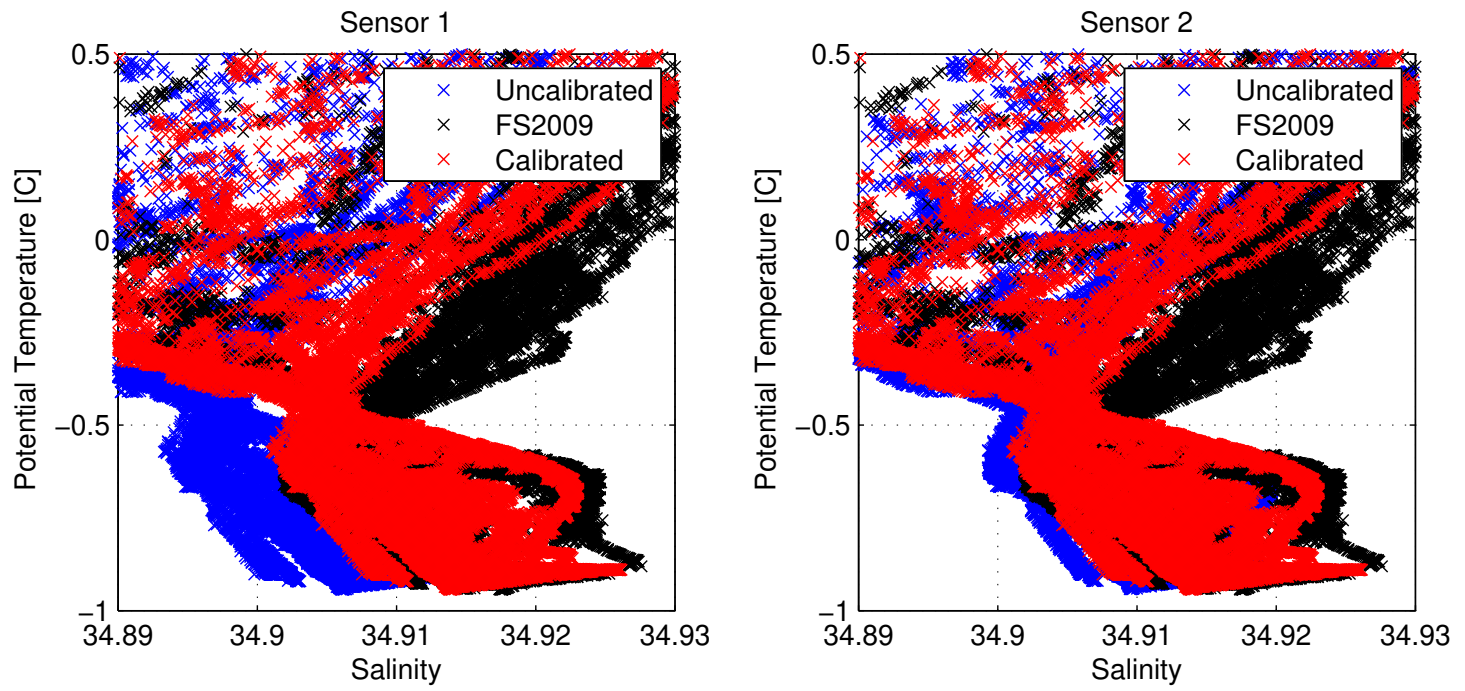 Sensor 1
Potential Temperature [C]
0.5
0
−0.5
−1
Uncalibrated
FS2009
Calibrated
34.89 34.9 34.91 34.92 34.93
Salinity
Sensor 2
Potential Temperature [C]
0.5
0
−0.5
−1
Uncalibrated
FS2009
Calibrated
34.89 34.9 34.91 34.92 34.93
Salinity